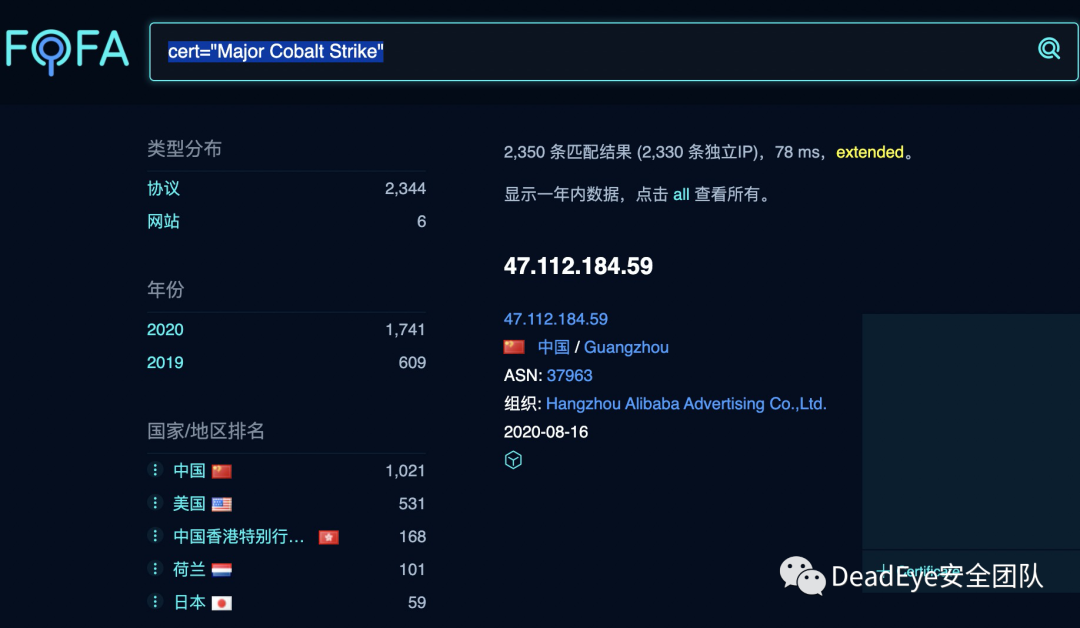 FOFA
cert="Major Cobalt Strike"
类型分布
协议 2,344
网站 6
年份
2020 1,741
2019 609
国家/地区排名
中国 1,021
美国 531
中国香港特别行... 168
荷兰 101
日本 59
2,350 条匹配结果 (2,330 条独立IP)，78 ms，extended。
显示一年内数据，点击 all 查看所有。
47.112.184.59
47.112.184.59
中国 / Guangzhou
ASN: 37963
组织: Hangzhou Alibaba Advertising Co.,Ltd.
2020-08-16
Certificate
DeadEye安全团队